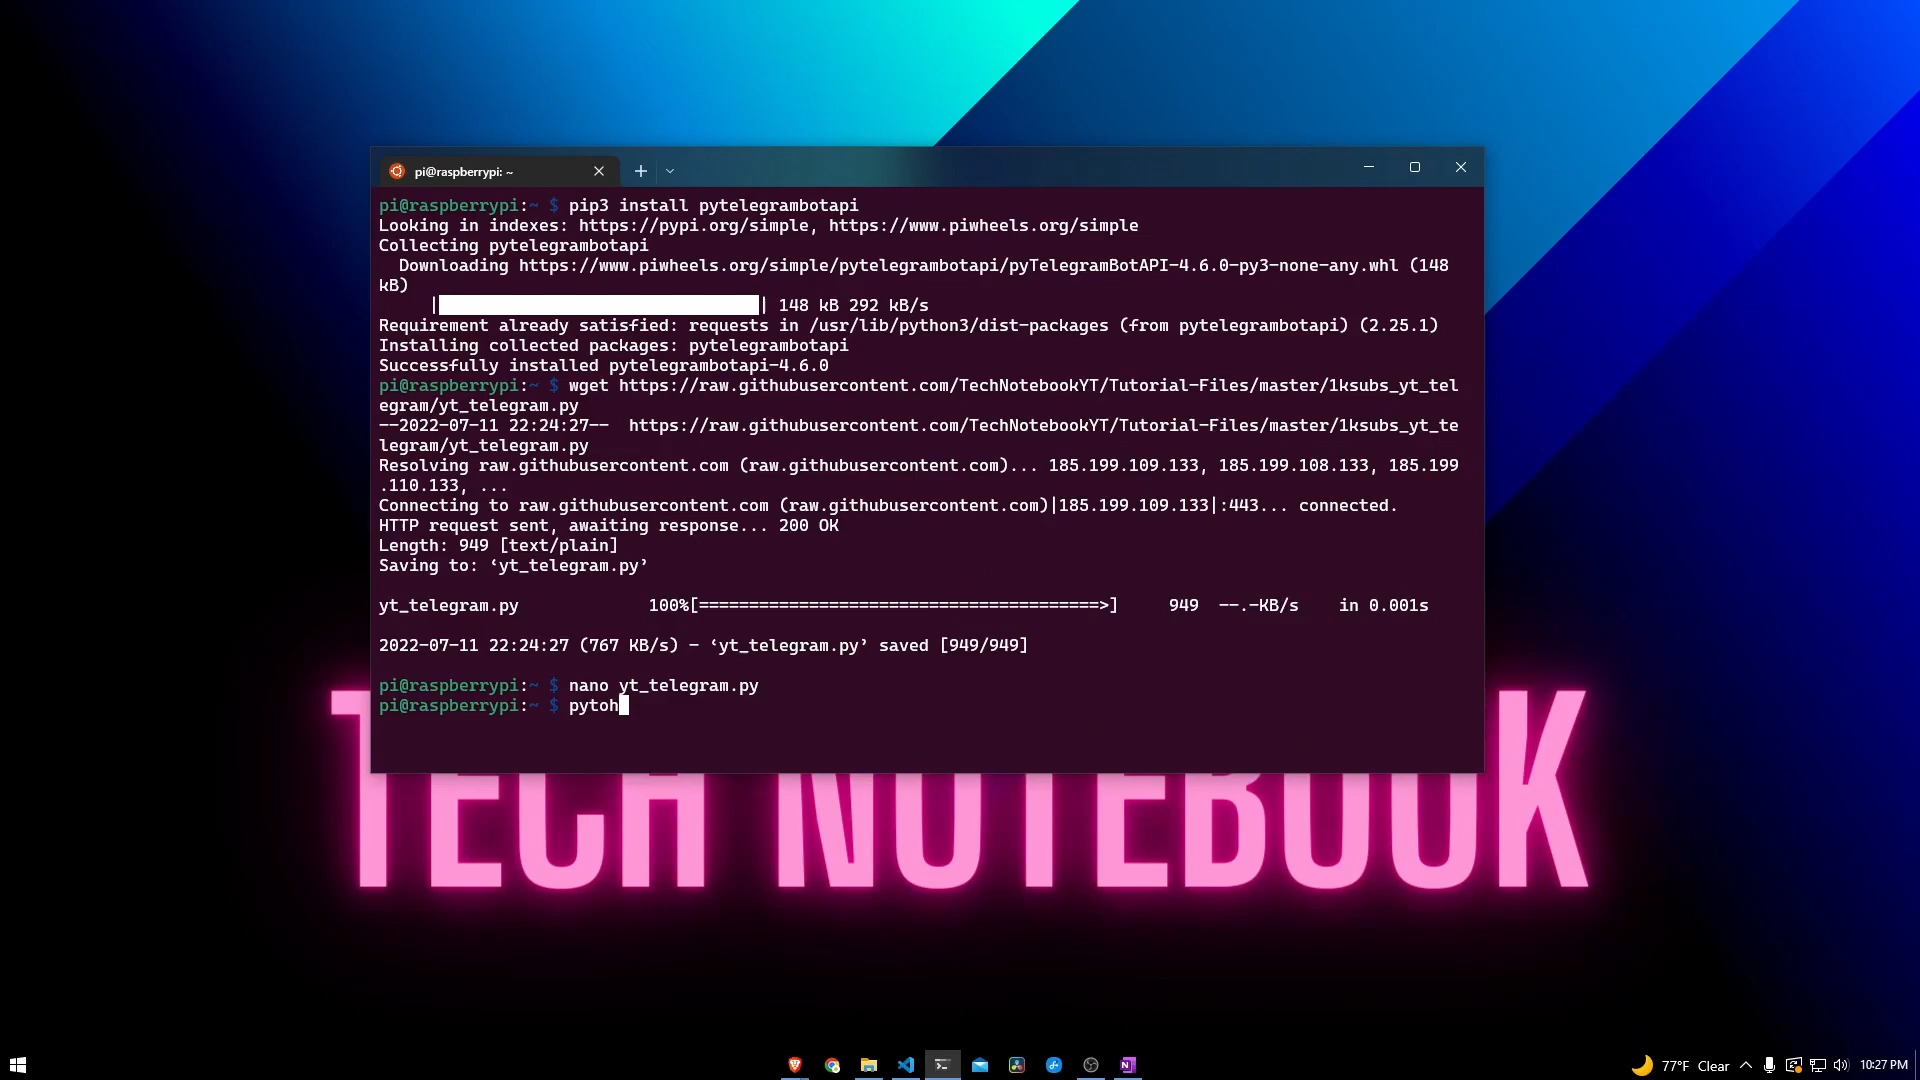 pi@raspberrypi: ~
pi@raspberrypi:~ $ pip3 install pytelegrambotapi
Looking in indexes: https://pypi.org/simple, https://www.piwheels.org/simple
Collecting pytelegrambotapi
  Downloading https://www.piwheels.org/simple/pytelegrambotapi/pyTelegramBotAPI-4.6.0-py3-none-any.whl (148
kB)
|                                | 148 kB 292 kB/s
Requirement already satisfied: requests in /usr/lib/python3/dist-packages (from pytelegrambotapi) (2.25.1)
Installing collected packages: pytelegrambotapi
Successfully installed pytelegrambotapi-4.6.0
pi@raspberrypi:~ $ wget https://raw.githubusercontent.com/TechNotebookYT/Tutorial-Files/master/1ksubs_yt_tel
egram/yt_telegram.py
--2022-07-11 22:24:27--  https://raw.githubusercontent.com/TechNotebookYT/Tutorial-Files/master/1ksubs_yt_te
legram/yt_telegram.py
Resolving raw.githubusercontent.com (raw.githubusercontent.com)... 185.199.109.133, 185.199.108.133, 185.199
.110.133, ...
Connecting to raw.githubusercontent.com (raw.githubusercontent.com)|185.199.109.133|:443... connected.
HTTP request sent, awaiting response... 200 OK
Length: 949 [text/plain]
Saving to: ‘yt_telegram.py’
yt_telegram.py             100%[========================================>]     949  --.-KB/s    in 0.001s
2022-07-11 22:24:27 (767 KB/s) - ‘yt_telegram.py’ saved [949/949]
pi@raspberrypi:~ $ nano yt_telegram.py
pi@raspberrypi:~ $ pytoh
TECH NOTEBOOK
77°F Clear
10:27 PM